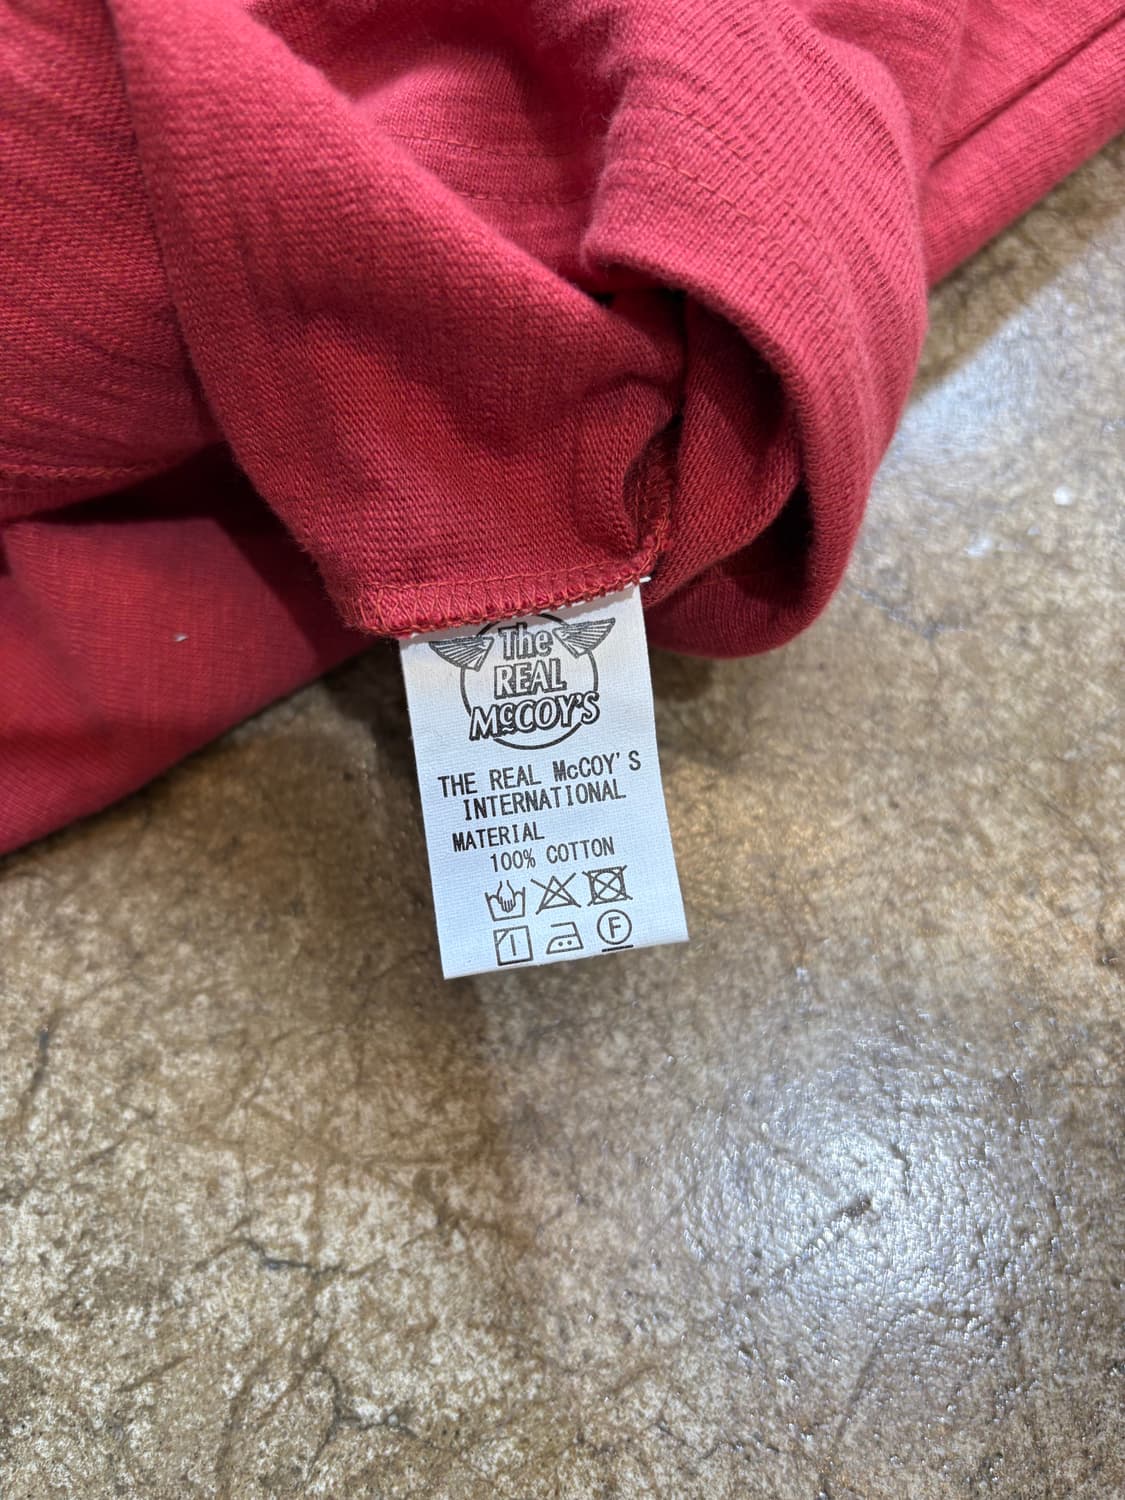 The
REAL
McCOY'S
THE REAL McCOY'S
INTERNATIONAL
MATERIAL
100% COTTON
F